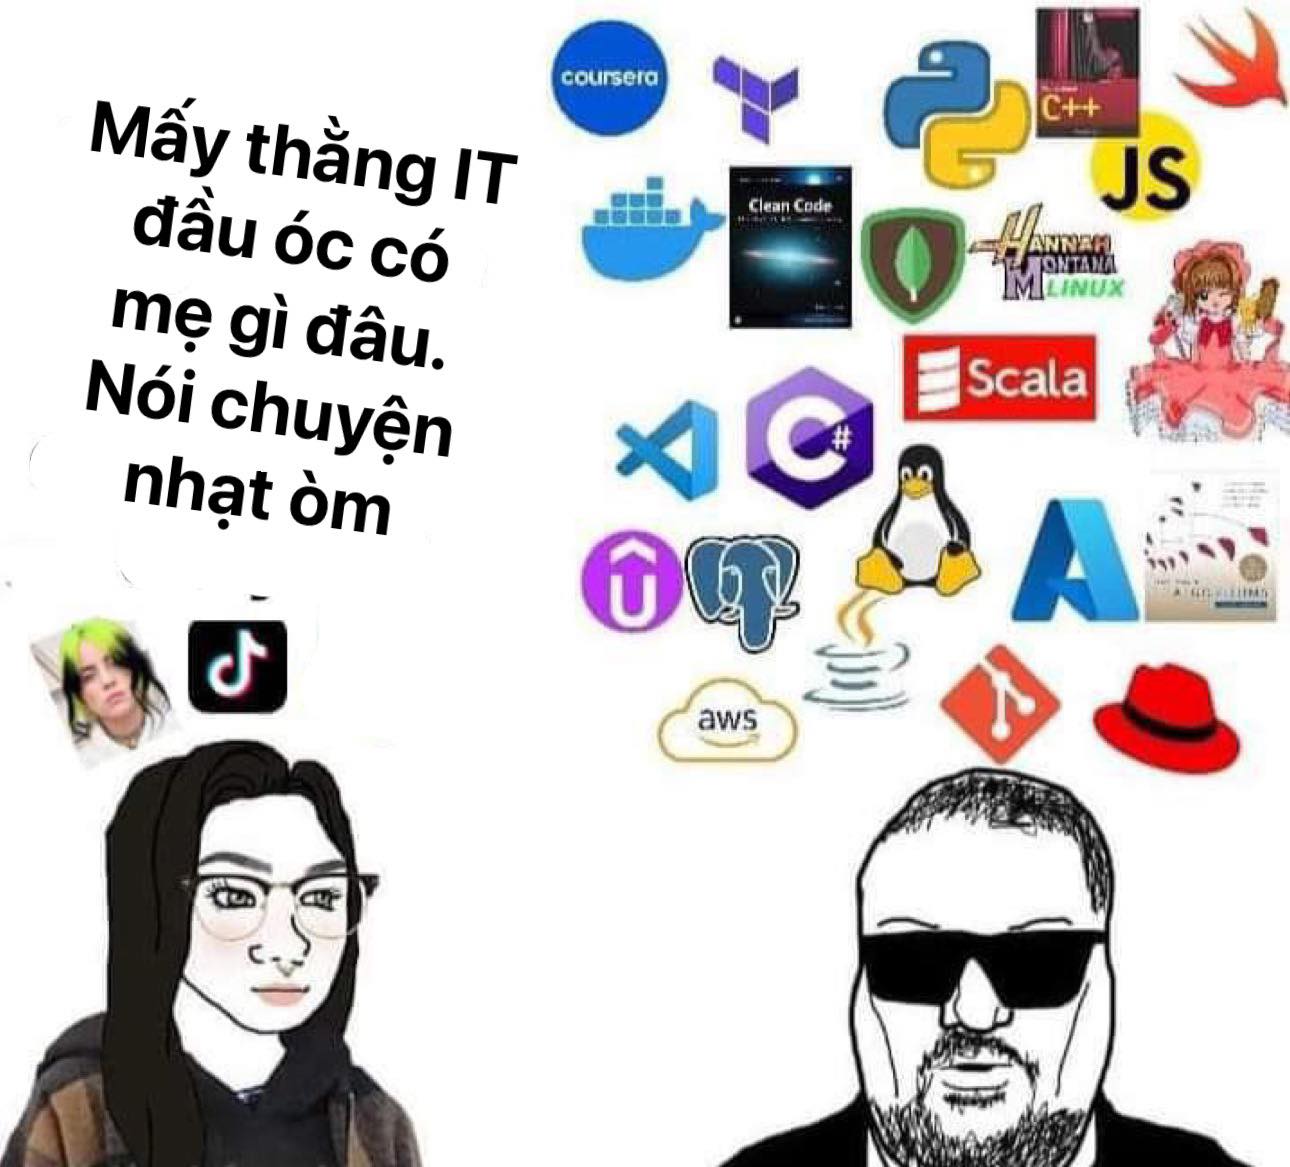 Mấy thằng IT
đầu óc có
mẹ gì đâu.
Nói chuyện
nhạt òm
coursera
C++
JS
Clean Code
HANNAH
MONTANA
LINUX
Scala
C#
aws